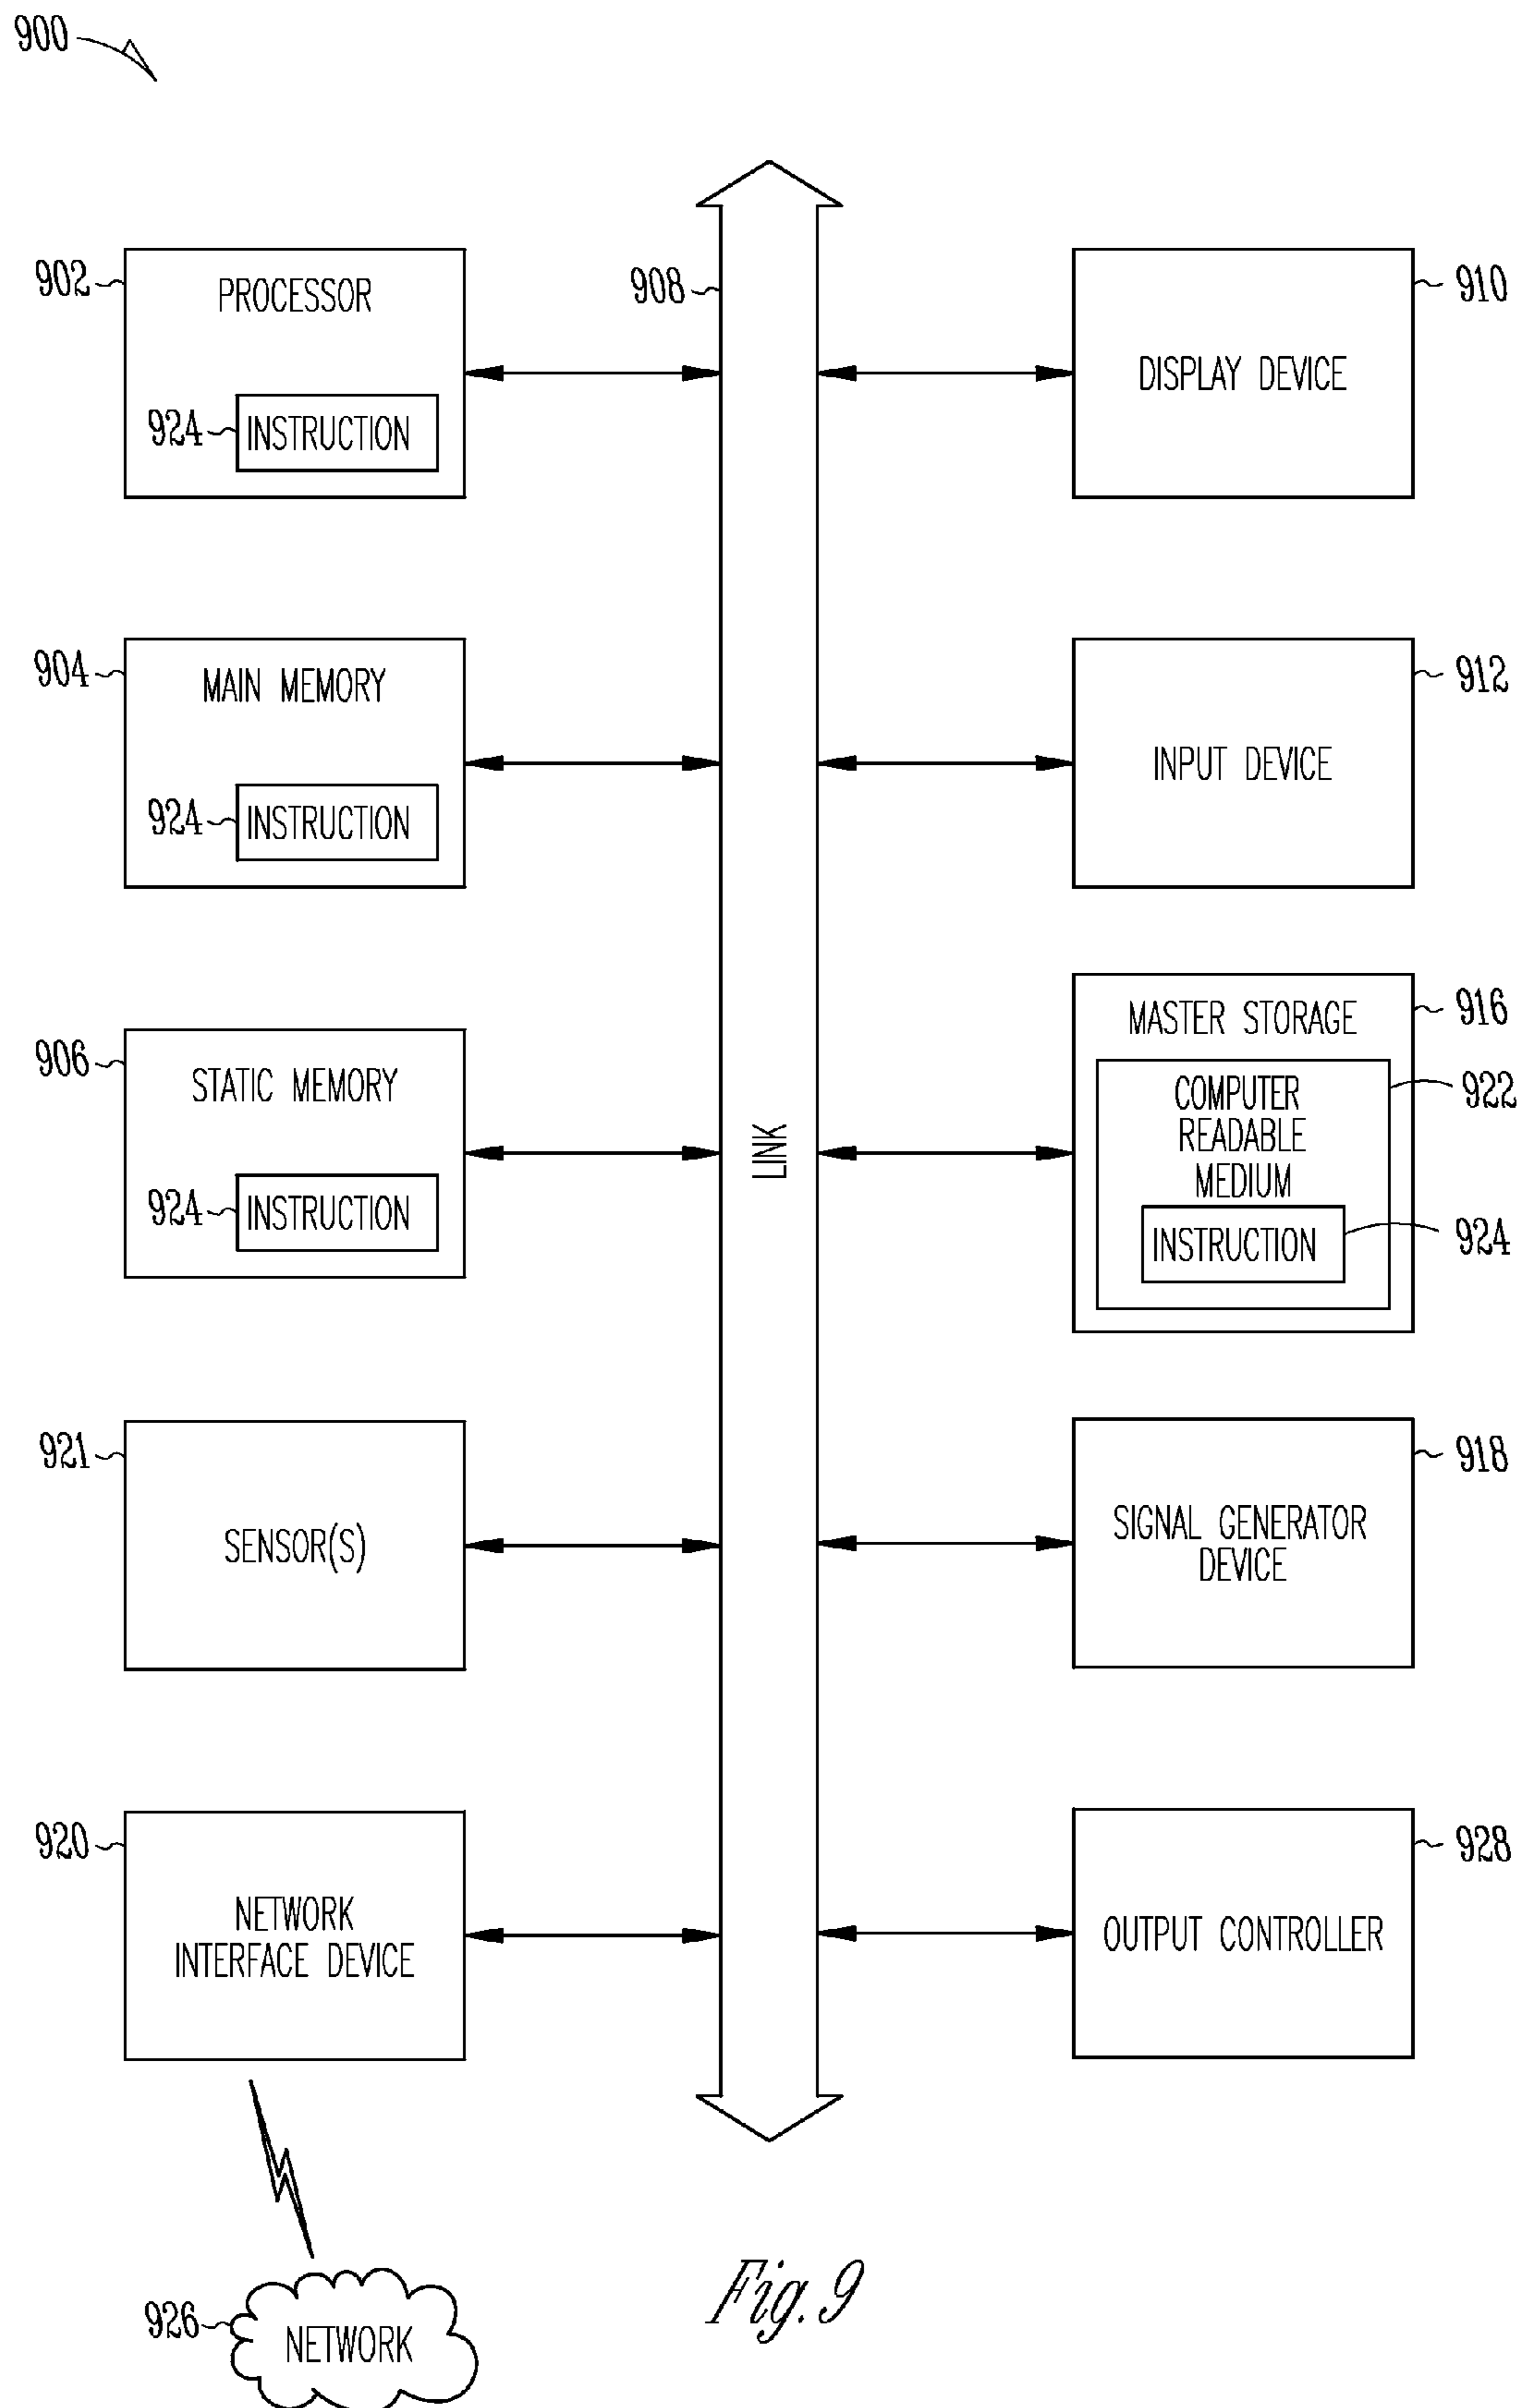 900
902
PROCESSOR
924
INSTRUCTION
908
910
DISPLAY DEVICE
904
MAIN MEMORY
924
INSTRUCTION
912
INPUT DEVICE
906
STATIC MEMORY
924
INSTRUCTION
LINK
916
MASTER STORAGE
922
COMPUTER
READABLE
MEDIUM
INSTRUCTION
924
921
SENSOR(S)
918
SIGNAL GENERATOR
DEVICE
920
NETWORK
INTERFACE DEVICE
928
OUTPUT CONTROLLER
926
NETWORK
Fig. 9